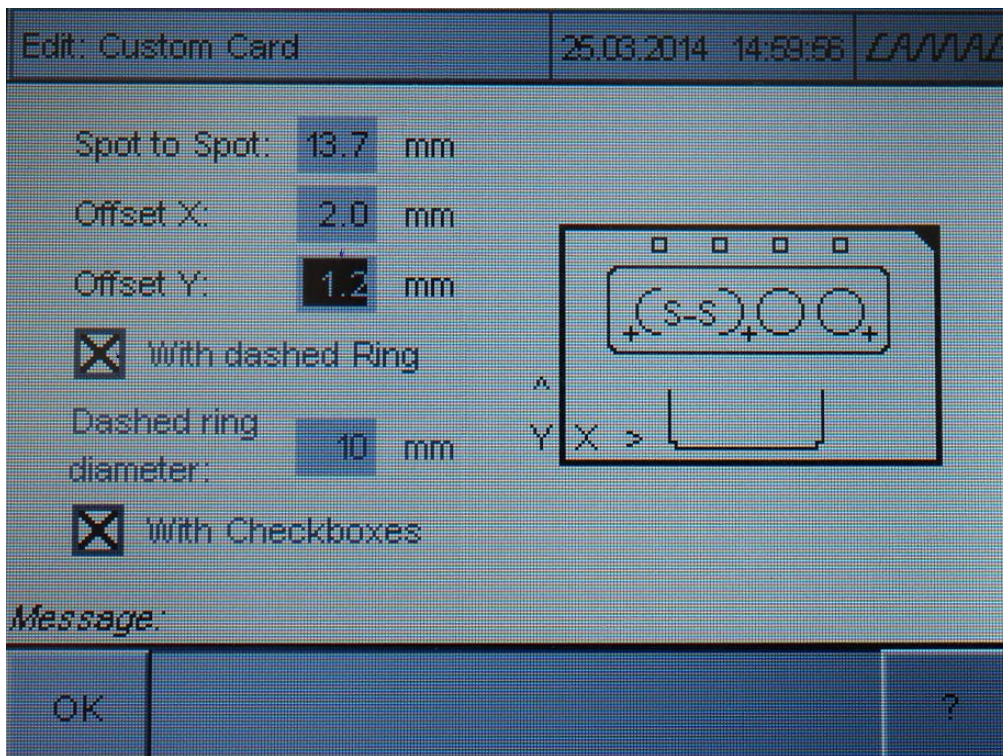 Edit: Custom Card
25.03.2014 14:59:56
CAMAG
Spot to Spot: 13.7 mm
Offset X: 2.0 mm
Offset Y: 1.2 mm
With dashed Ring
Dashed ring
diameter: 10 mm
With Checkboxes
S-S
Y X >
Message:
OK
?